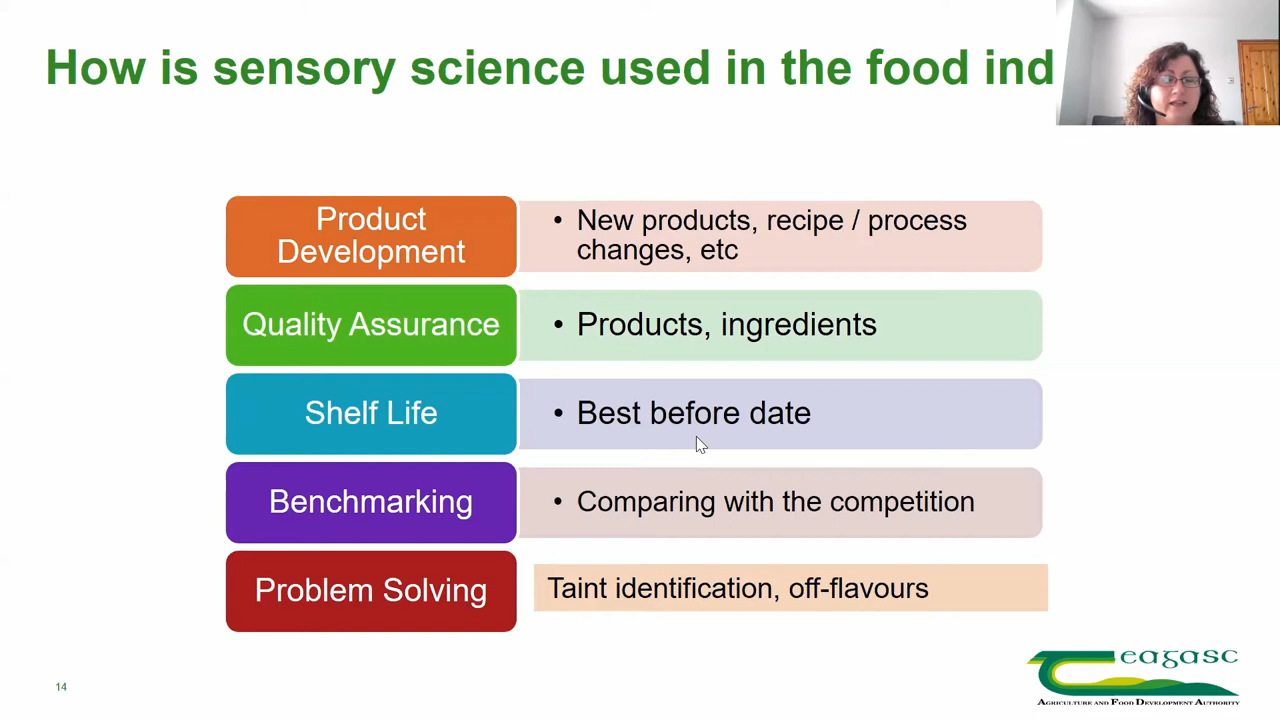 How is sensory science used in the food ind
Product
Development
• New products, recipe / process
changes, etc
Quality Assurance
• Products, ingredients
Shelf Life
• Best before date
Benchmarking
• Comparing with the competition
Problem Solving
Taint identification, off-flavours
14
eagasc
Agriculture and Food Development Authority